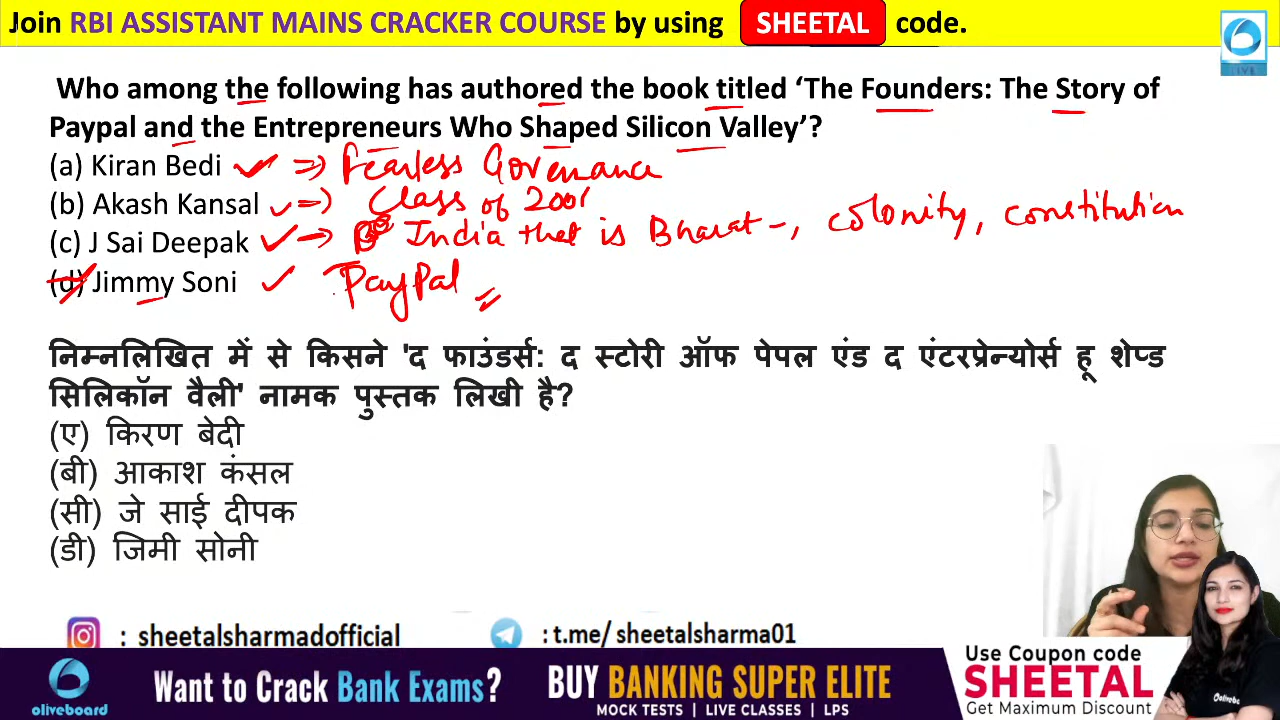 Join RBI ASSISTANT MAINS CRACKER COURSE by using SHEETAL code.
LIVE
Who among the following has authored the book titled ‘The Founders: The Story of
Paypal and the Entrepreneurs Who Shaped Silicon Valley’?
(a) Kiran Bedi ⇒ Fearless Governance
(b) Akash Kansal ⇒ Class of 2006
(c) J Sai Deepak → India that is Bharat -, colonity, constitution
(d) Jimmy Soni PayPal
निम्नलिखित में से किसने 'द फाउंडर्स: द स्टोरी ऑफ पेपल एंड द एंटरप्रेन्योर्स हू शेप्ड
सिलिकॉन वैली' नामक पुस्तक लिखी है?
(ए) किरण बेदी
(बी) आकाश कंसल
(सी) जे साई दीपक
(डी) जिमी सोनी
: sheetalsharmadofficial : t.me/ sheetalsharma01
oliveboard
Want to Crack Bank Exams?
BUY BANKING SUPER ELITE
MOCK TESTS | LIVE CLASSES | LPS
Use Coupon code
SHEETAL
Get Maximum Discount
oliveboard